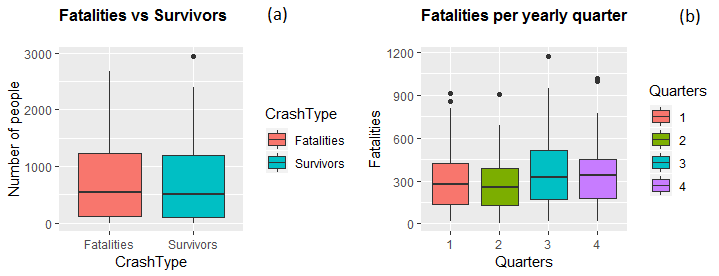 Fatalities vs Survivors
(a)
Number of people
3000
2000
1000
0
Fatalities Survivors
CrashType
CrashType
Fatalities
Survivors
Fatalities per yearly quarter
(b)
Fatalities
1200
900
600
300
0
1 2 3 4
Quarters
Quarters
1
2
3
4